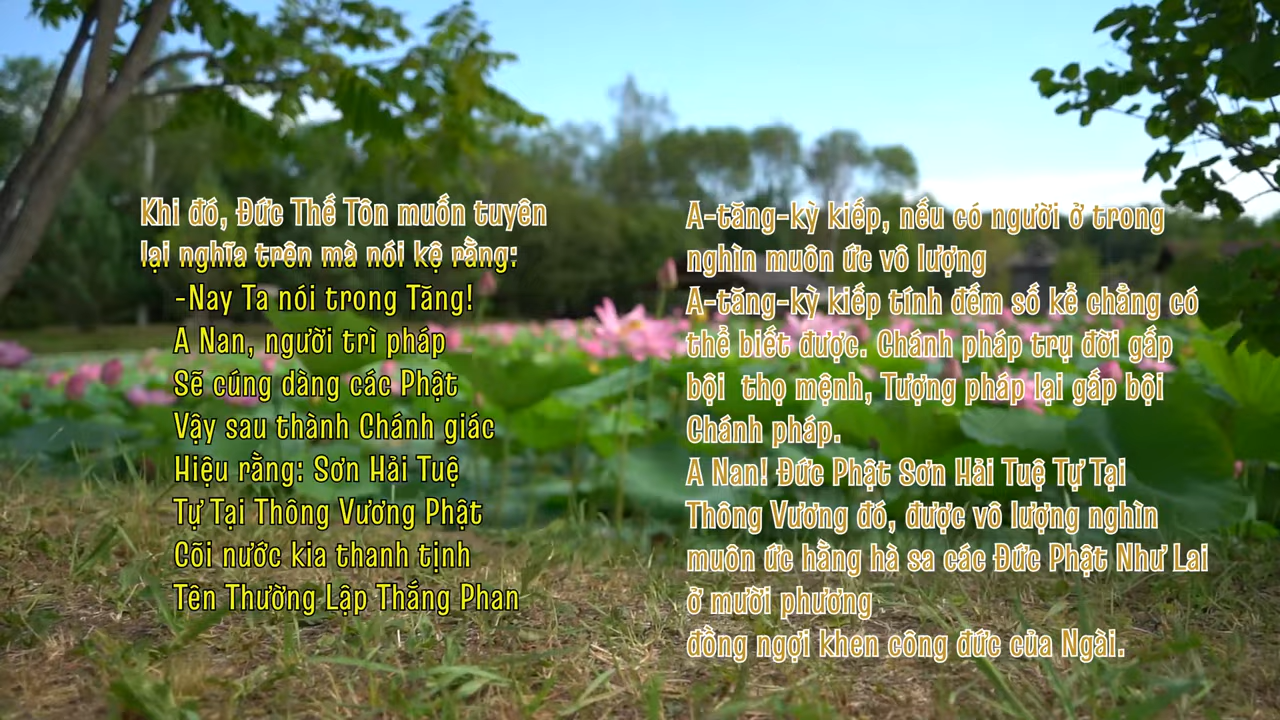 Khi đó, Đức Thế Tôn muốn tuyên
lại nghĩa trên mà nói kệ rằng:
-Nay Ta nói trong Tăng!
A Nan, người trì pháp
Sẽ cúng dàng các Phật
Vậy sau thành Chánh giác
Hiệu rằng: Sơn Hải Tuệ
Tự Tại Thông Vương Phật
Cõi nước kia thanh tịnh
Tên Thường Lập Thắng Phan
A-tăng-kỳ kiếp, nếu có người ở trong
nghìn muôn ức vô lượng
A-tăng-kỳ kiếp tính đếm số kể chẳng có
thể biết được. Chánh pháp trụ đời gấp
bội thọ mệnh, Tượng pháp lại gấp bội
Chánh pháp.
A Nan! Đức Phật Sơn Hải Tuệ Tự Tại
Thông Vương đó, được vô lượng nghìn
muôn ức hằng hà sa các Đức Phật Như Lai
ở mười phương
đồng ngợi khen công đức của Ngài.